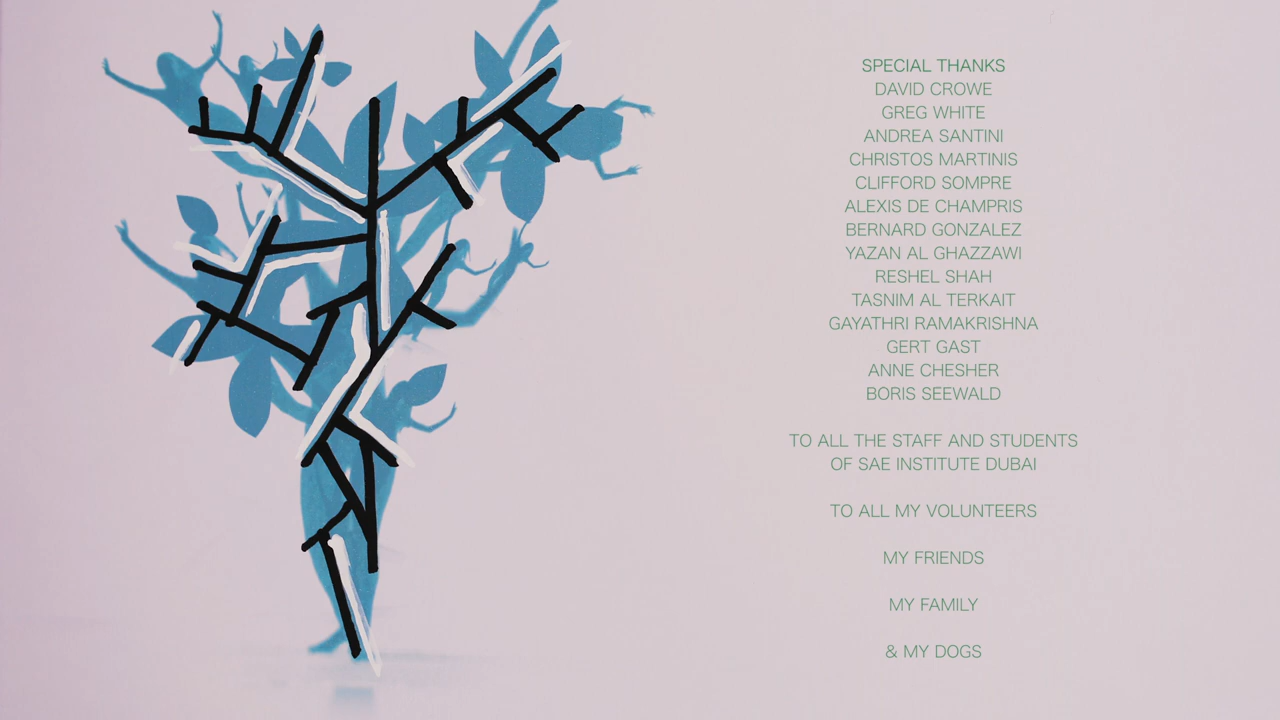 SPECIAL THANKS
DAVID CROWE
GREG WHITE
ANDREA SANTINI
CHRISTOS MARTINIS
CLIFFORD SOMPRE
ALEXIS DE CHAMPRIS
BERNARD GONZALEZ
YAZAN AL GHAZZAWI
RESHEL SHAH
TASNIM AL TERKAIT
GAYATHRI RAMAKRISHNA
GERT GAST
ANNE CHESHER
BORIS SEEWALD
TO ALL THE STAFF AND STUDENTS
OF SAE INSTITUTE DUBAI
TO ALL MY VOLUNTEERS
MY FRIENDS
MY FAMILY
& MY DOGS